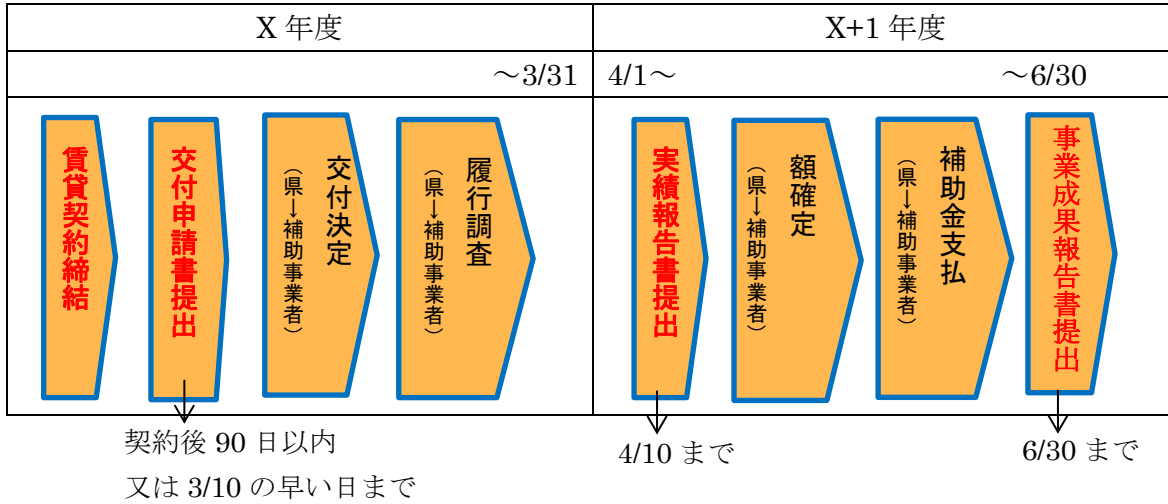 X 年度
X+1 年度
～3/31
4/1～
～6/30
賃貸契約締結
交付申請書提出
交付決定
（県→補助事業者）
履行調査
（県→補助事業者）
実績報告書提出
額確定
（県→補助事業者）
補助金支払
（県→補助事業者）
事業成果報告書提出
契約後 90 日以内
又は 3/10 の早い日まで
4/10 まで
6/30 まで